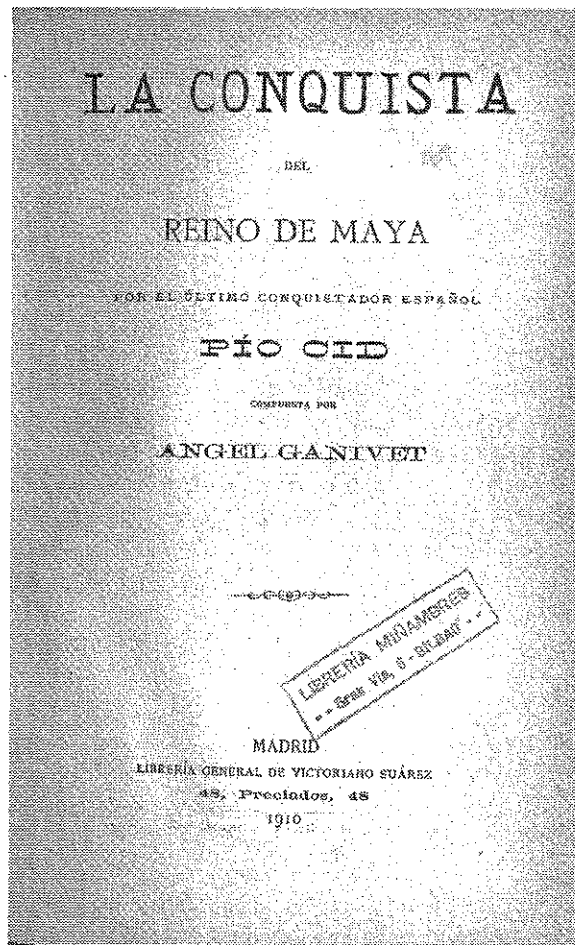 LA CONQUISTA
DEL
REINO DE MAYA
POR EL ÚLTIMO CONQUISTADOR ESPAÑOL
PÍO CID
COMPUESTA POR
ANGEL GANIVET
LIBRERÍA MIÑAMBRES
- - Gran Vía, 6 - BILBAO - -
MADRID
LIBRERÍA GENERAL DE VICTORIANO SUÁREZ
48, Preciados, 48
1910